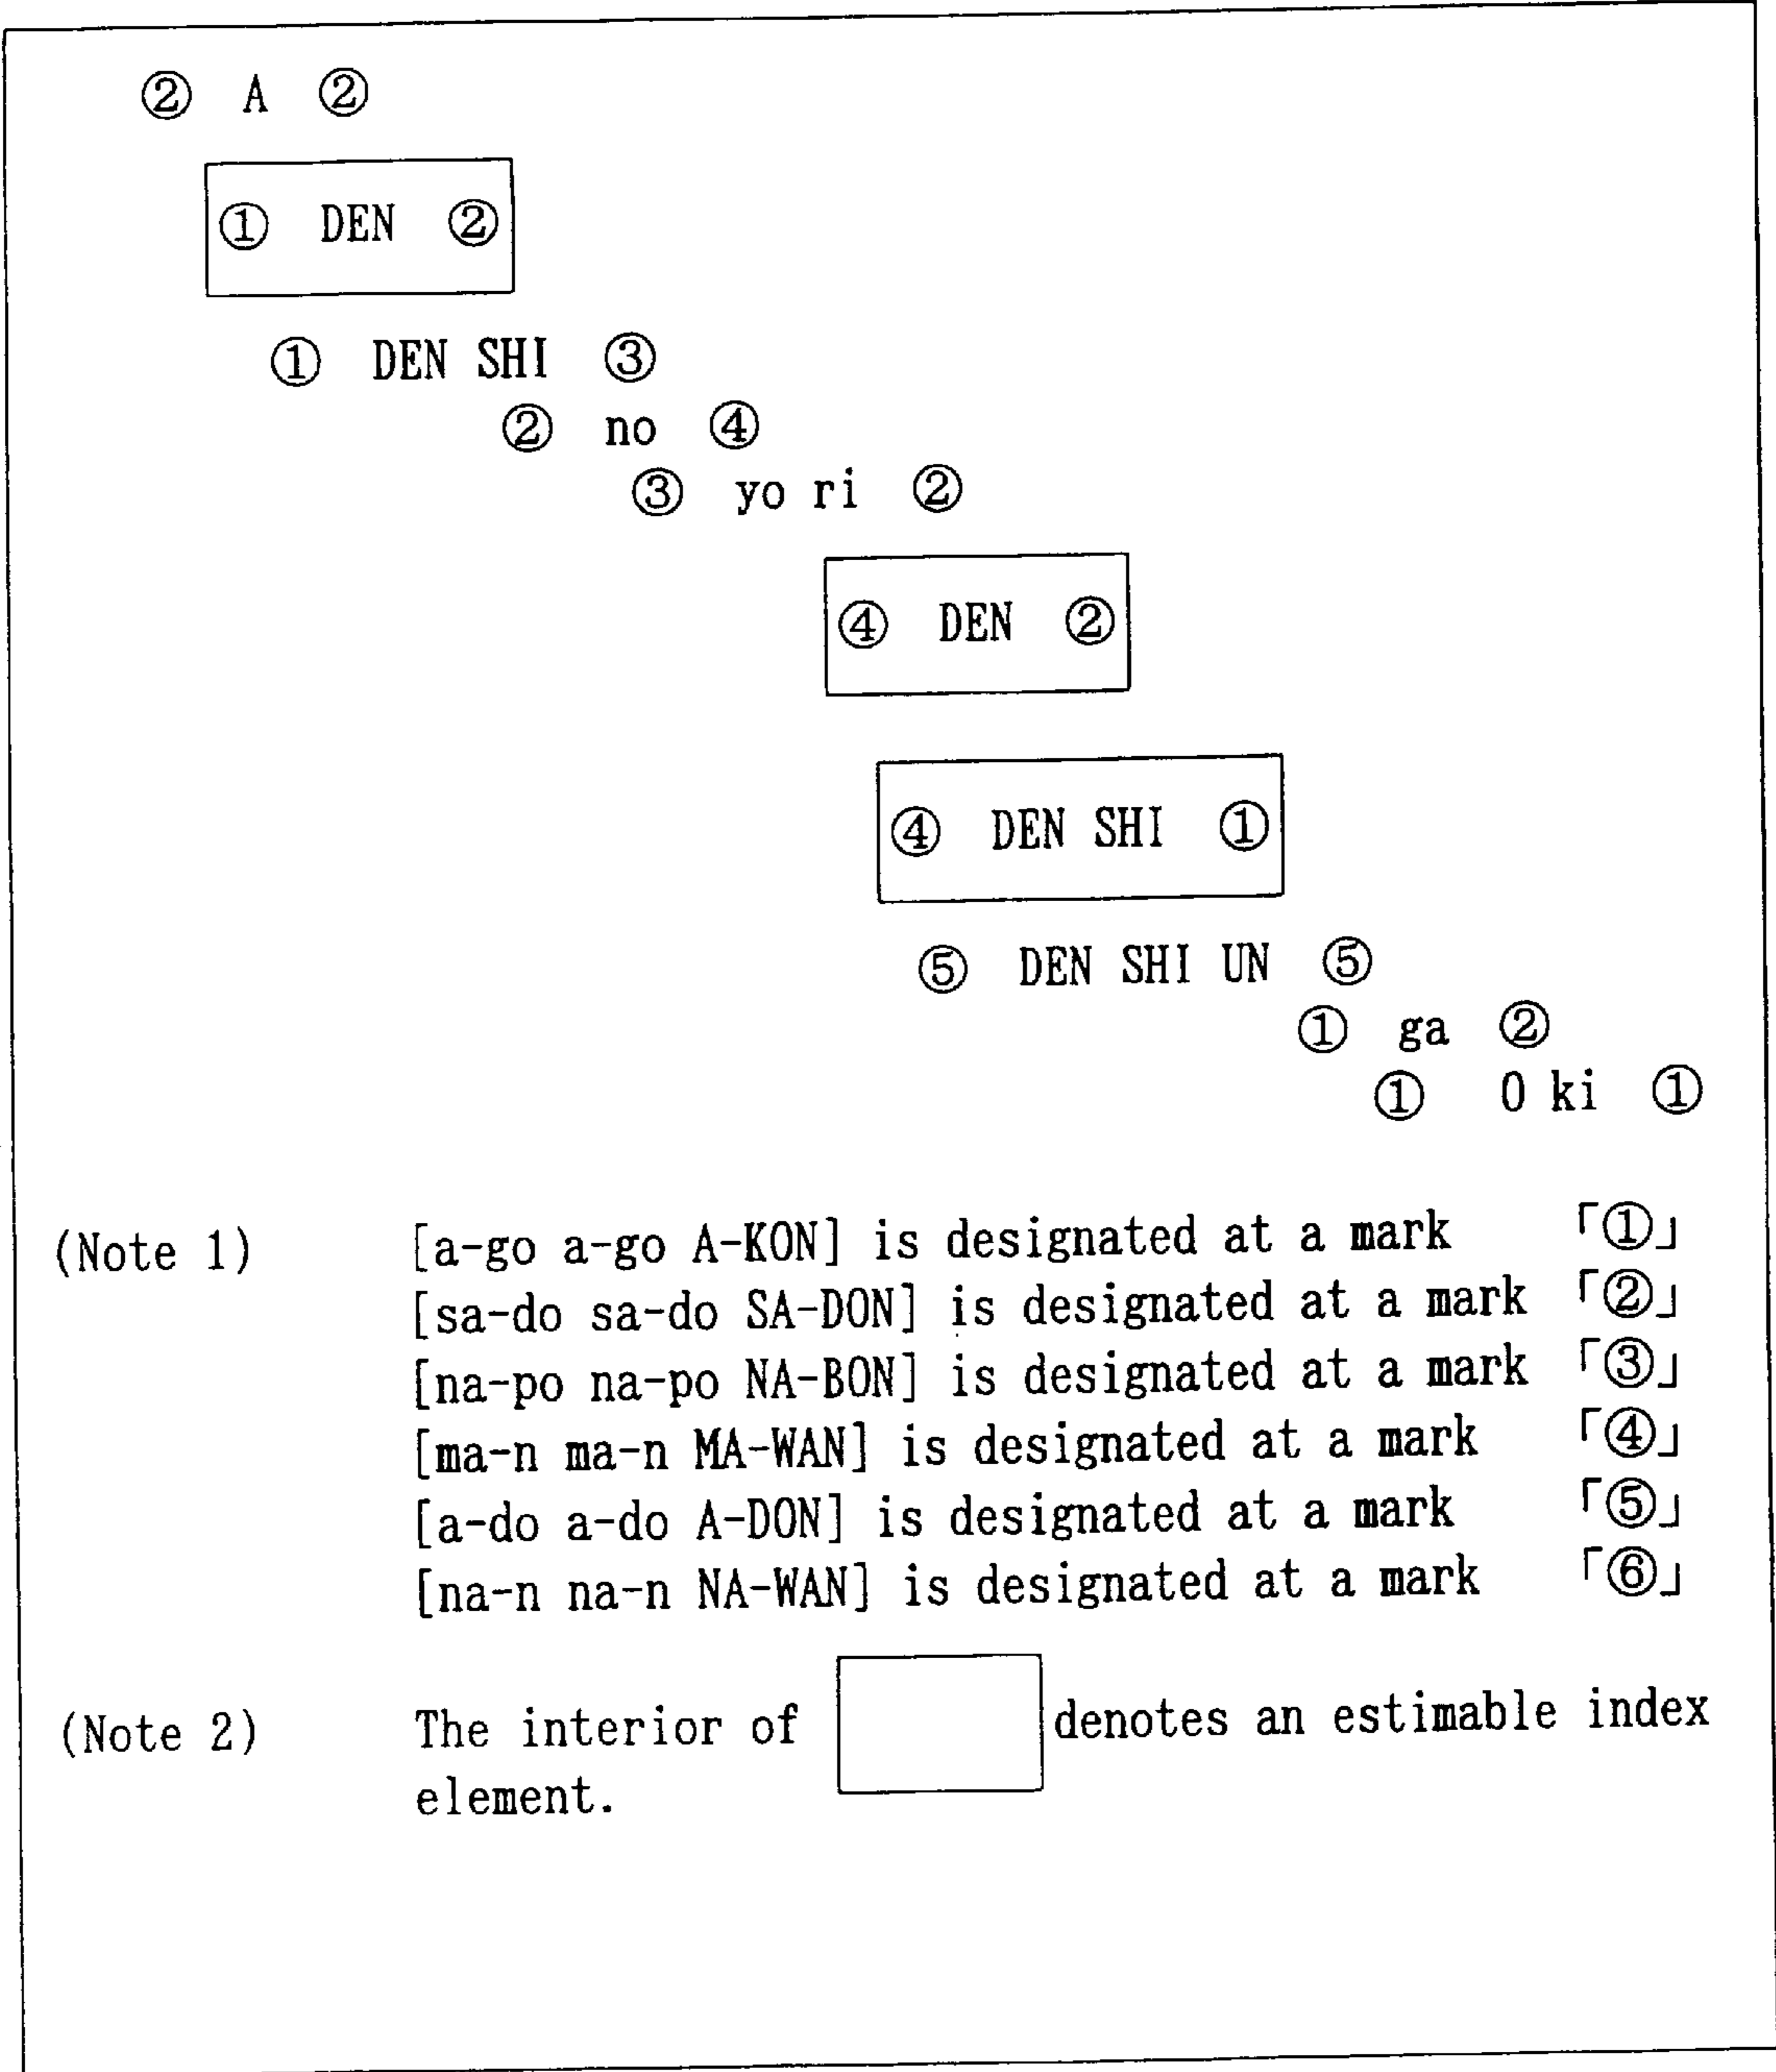 ② A ②
① DEN ②
① DEN SHI ③
② no ④
③ yo ri ②
④ DEN ②
④ DEN SHI ①
⑤ DEN SHI UN ⑤
① ga ②
① O ki ①
(Note 1) [a-go a-go A-KON] is designated at a mark 「①」
[sa-do sa-do SA-DON] is designated at a mark 「②」
[na-po na-po NA-BON] is designated at a mark 「③」
[ma-n ma-n MA-WAN] is designated at a mark 「④」
[a-do a-do A-DON] is designated at a mark 「⑤」
[na-n na-n NA-WAN] is designated at a mark 「⑥」
(Note 2) The interior of denotes an estimable index
element.